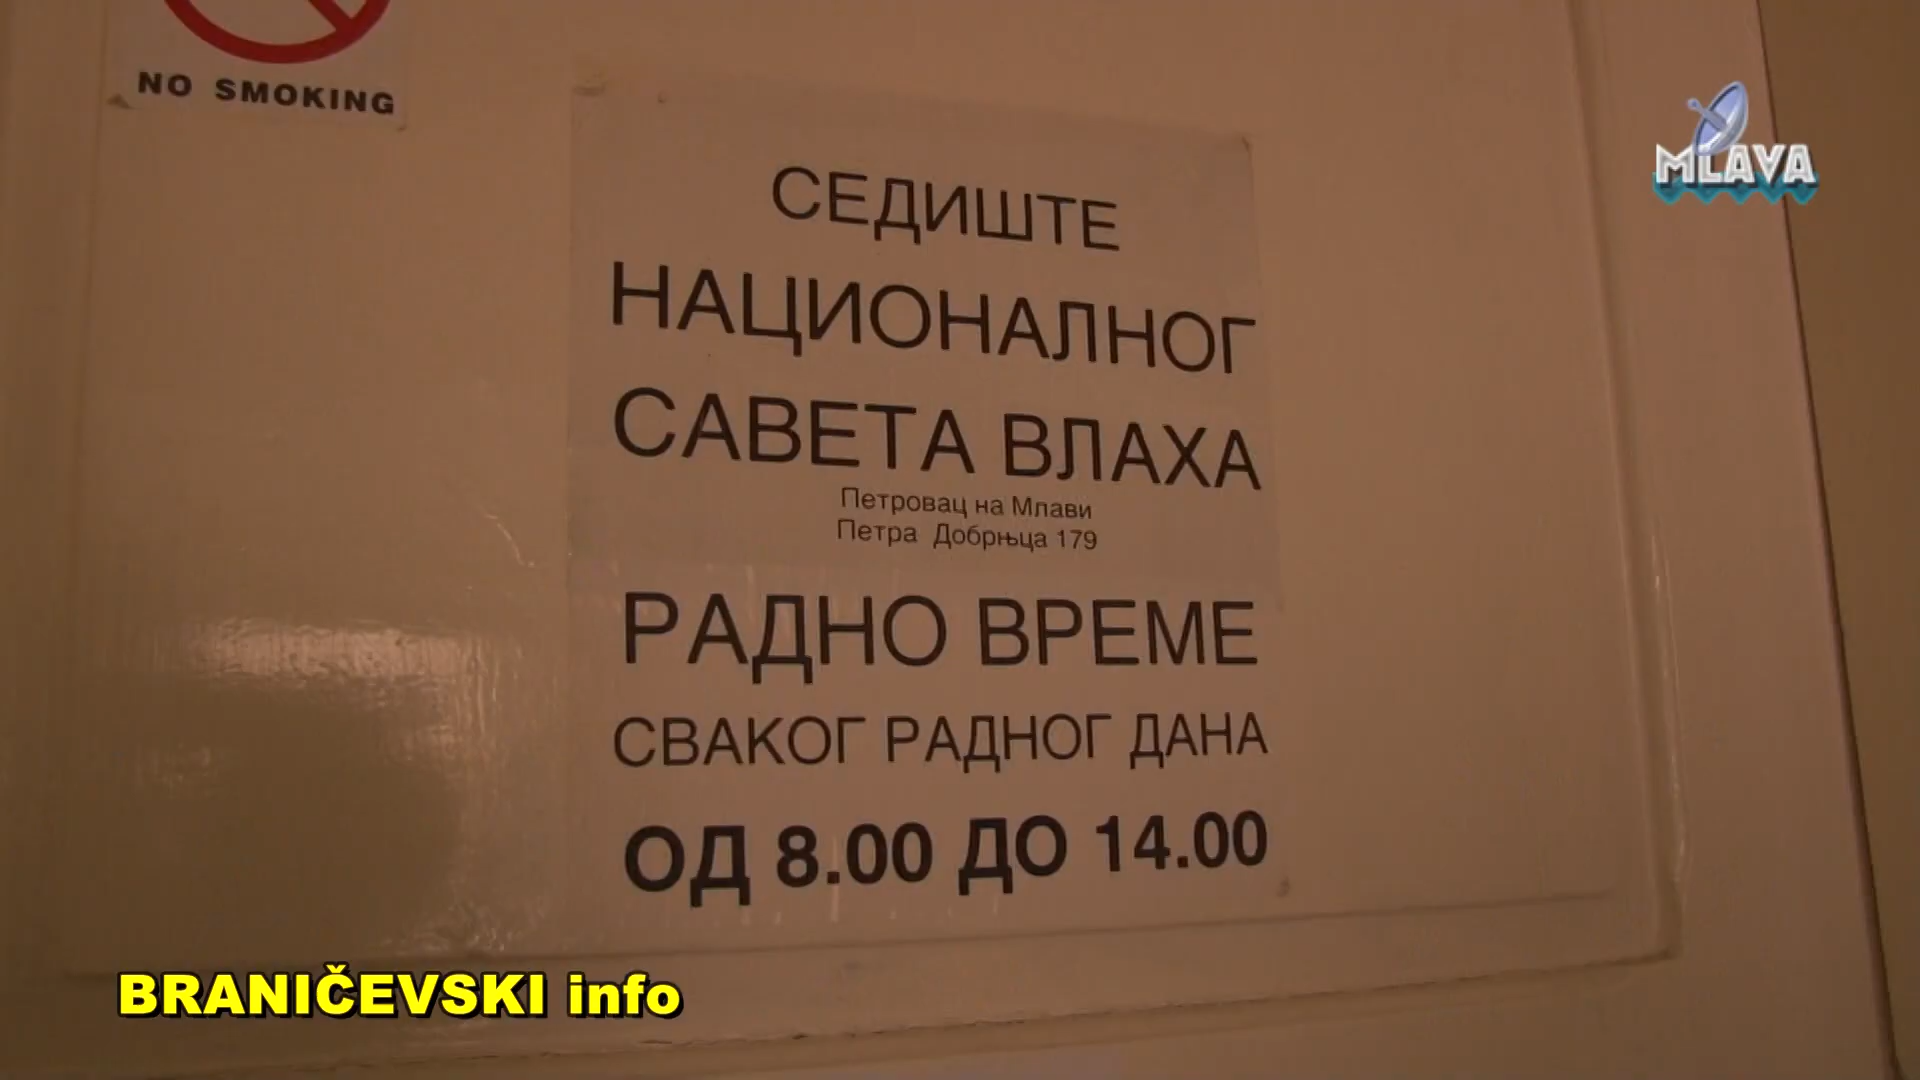 NO SMOKING
MLAVA
СЕДИШТЕ
НАЦИОНАЛНОГ
САВЕТА ВЛАХА
Петровац на Млави
Петра Добрњца 179
РАДНО ВРЕМЕ
СВАКОГ РАДНОГ ДАНА
ОД 8.00 ДО 14.00
BRANIČEVSKI info